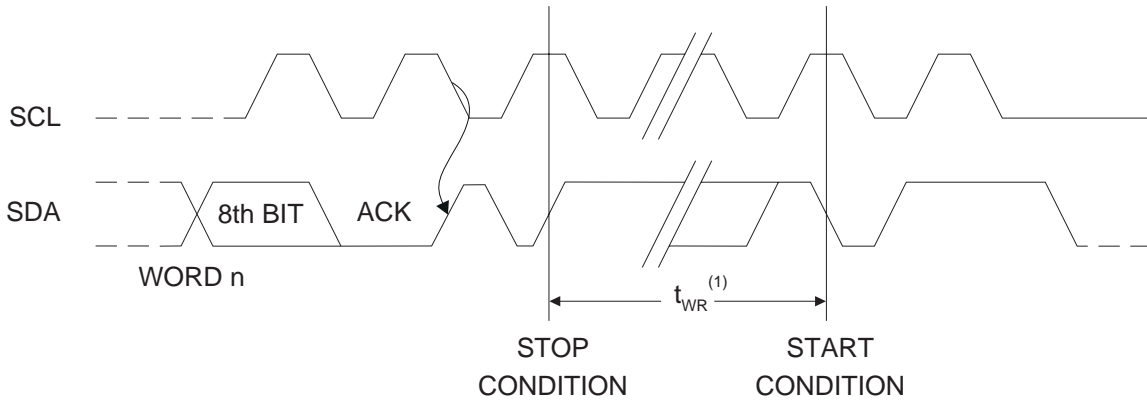 SCL
SDA
8th BIT
ACK
WORD n
tWR(1)
STOP
CONDITION
START
CONDITION